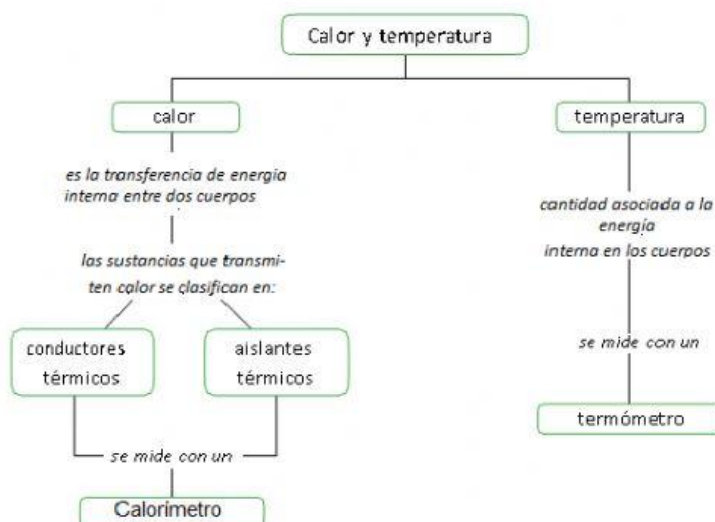 Calor y temperatura
calor
es la transferencia de energia
interna entre dos cuerpos
las sustancias que transmi-
ten calor se clasifican en:
conductores
térmicos
aislantes
térmicos
se mide con un
Calorímetro
temperatura
cantidad asociada a la
energía
interna en los cuerpos
se mide con un
termómetro